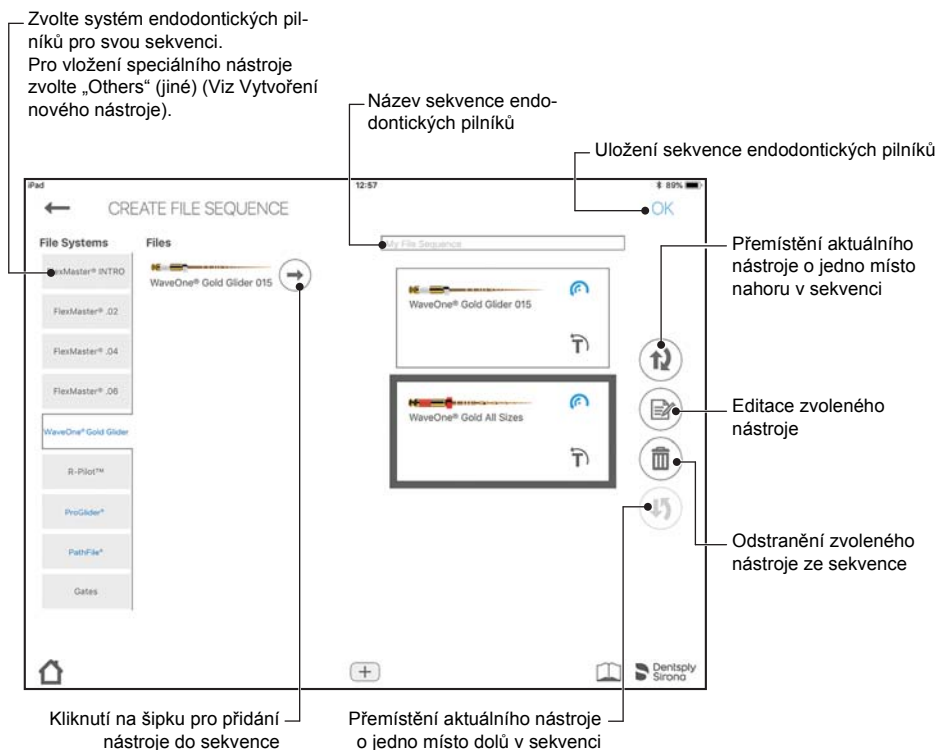 Zvolte systém endodontických pil-
níků pro svou sekvenci.
Pro vložení speciálního nástroje
zvolte „Others“ (jiné) (Viz Vytvoření
nového nástroje).
Název sekvence endo-
dontických pilníků
Uložení sekvence endodontických pilníků
iPad
12:57
89%
CREATE FILE SEQUENCE
OK
File Systems
Files
My File Sequence
exMaster® INTRO
FlexMaster® .02
FlexMaster® .04
FlexMaster® .06
WaveOne® Gold Glider
R-Pilot™
ProGlider®
PathFile®
Gates
WaveOne® Gold Glider 015
WaveOne® Gold Glider 015
T
WaveOne® Gold All Sizes
T
Přemístění aktuálního
nástroje o jedno místo
nahoru v sekvenci
Editace zvoleného
nástroje
Odstranění zvoleného
nástroje ze sekvence
Dentsply
Sirona
Kliknutí na šipku pro přidání
nástroje do sekvence
Přemístění aktuálního nástroje
o jedno místo dolů v sekvenci